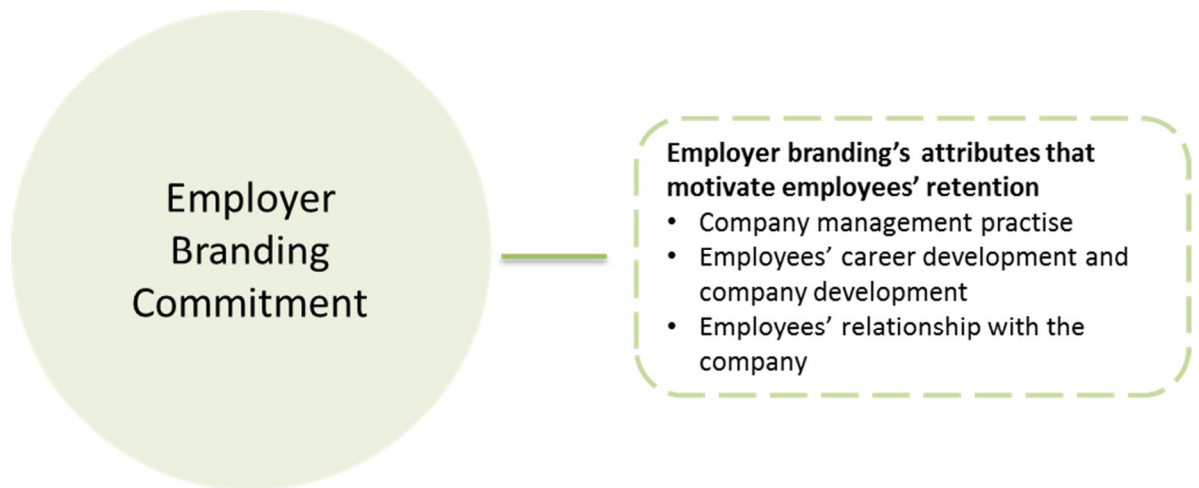 Employer
Branding
Commitment
Employer branding’s attributes that
motivate employees’ retention
• Company management practise
• Employees’ career development and
company development
• Employees’ relationship with the
company